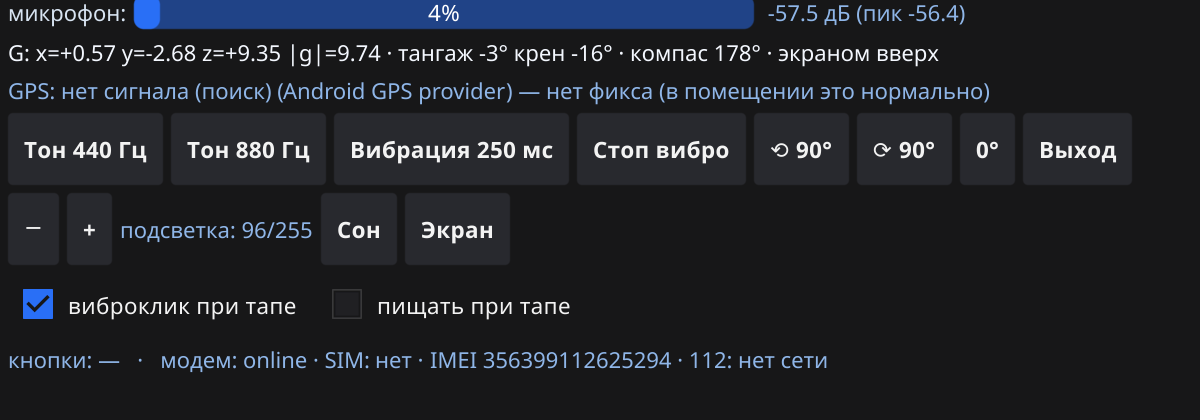 микрофон: 4% -57.5 дБ (пик -56.4)
G: x=+0.57 y=-2.68 z=+9.35 |g|=9.74 · тангаж -3° крен -16° · компас 178° · экраном вверх
GPS: нет сигнала (поиск) (Android GPS provider) — нет фикса (в помещении это нормально)
Тон 440 Гц Тон 880 Гц Вибрация 250 мс Стоп вибро ⟲ 90° ⟳ 90° 0° Выход
− + подсветка: 96/255 Сон Экран
виброклик при тапе пищать при тапе
кнопки: — · модем: online · SIM: нет · IMEI 356399112625294 · 112: нет сети